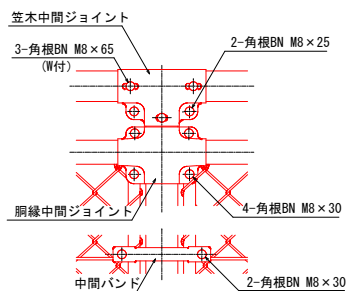 笠木中間ジョイント
3-角根BN M8×65
(W付)
2-角根BN M8×25
胴縁中間ジョイント
4-角根BN M8×30
中間バンド
2-角根BN M8×30